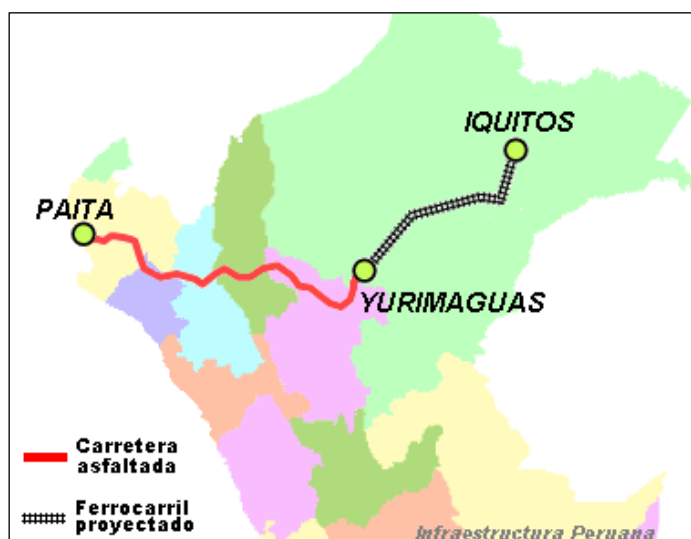 IQUITOS
PAITA
YURIMAGUAS
Carretera
asfaltada
Ferrocarril
proyectado
Infraestructura Peruana